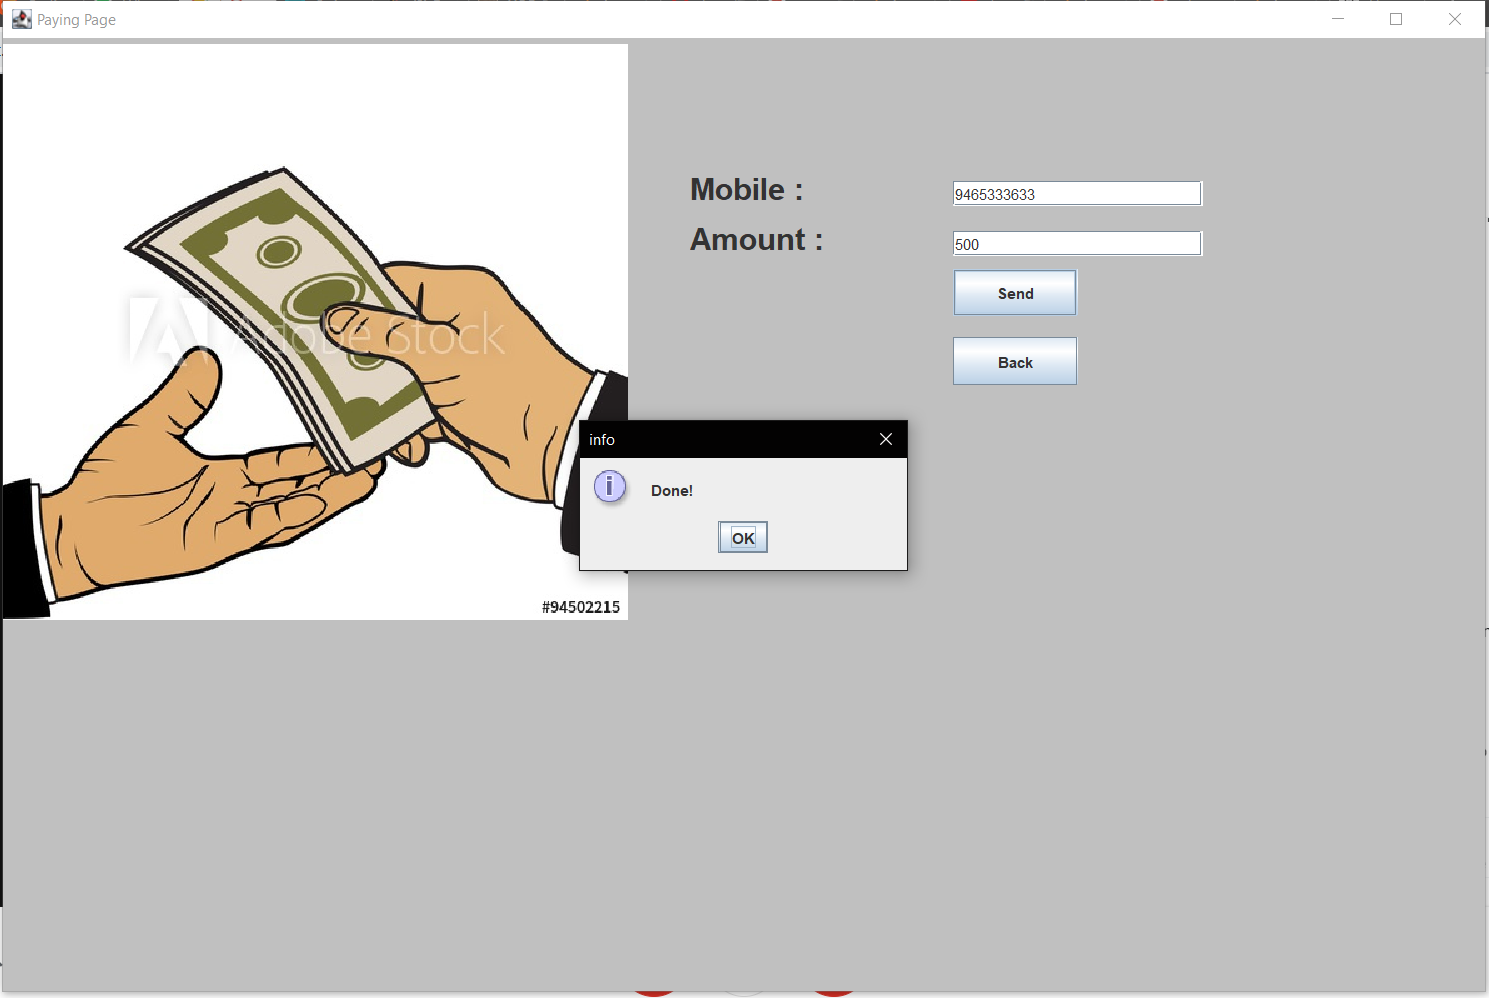 Paying Page
Mobile :
9465333633
Amount :
500
Send
Adobe Stock
Back
info
Done!
OK
#94502215